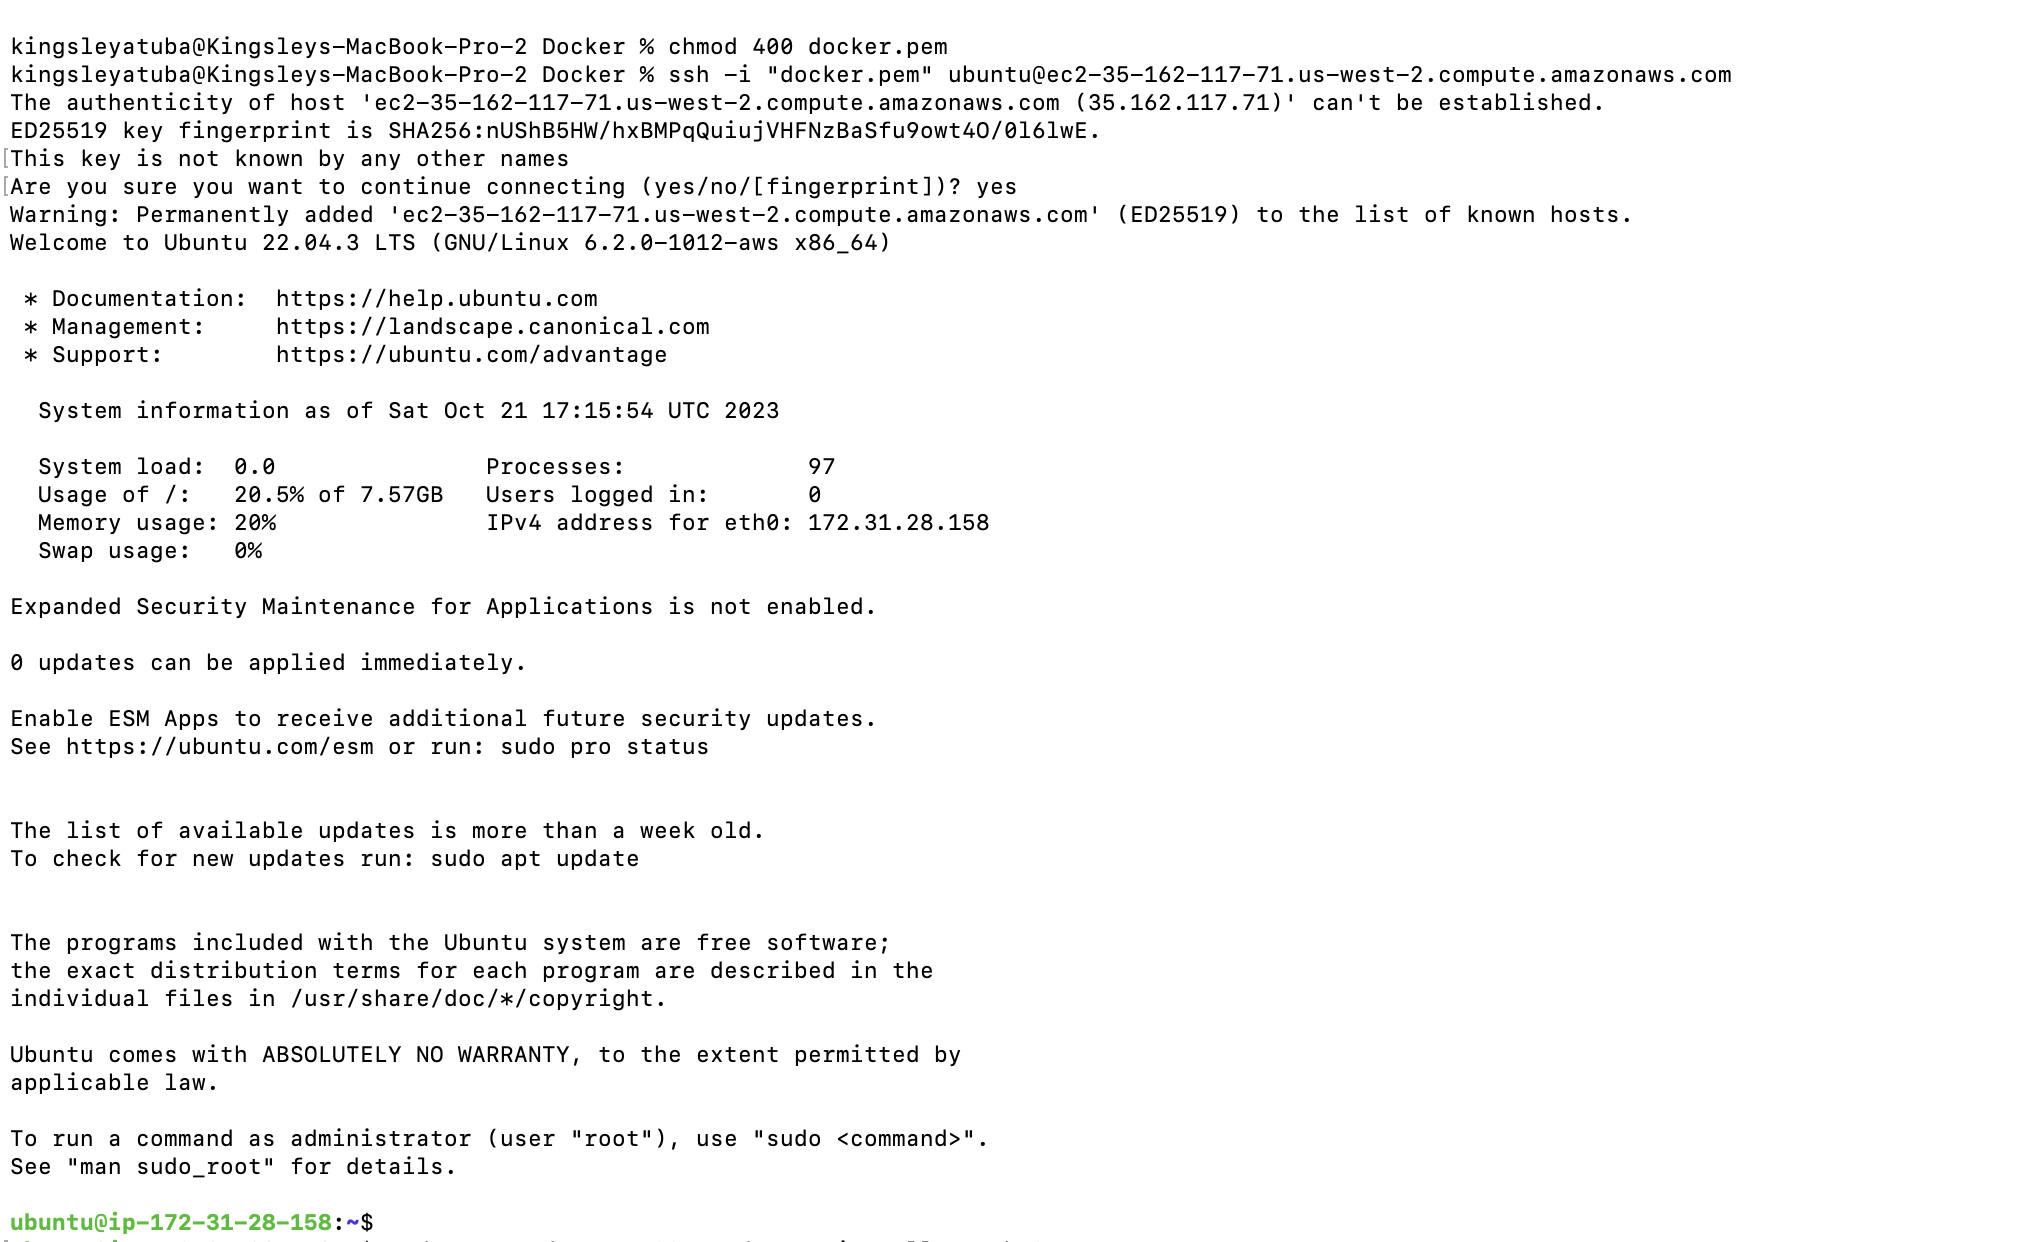 kingsleyatuba@Kingsleys-MacBook-Pro-2 Docker % chmod 400 docker.pem
kingsleyatuba@Kingsleys-MacBook-Pro-2 Docker % ssh -i "docker.pem" ubuntu@ec2-35-162-117-71.us-west-2.compute.amazonaws.com
The authenticity of host 'ec2-35-162-117-71.us-west-2.compute.amazonaws.com (35.162.117.71)' can't be established.
ED25519 key fingerprint is SHA256:nUShB5HW/hxBMPqQuiujVHFNzBaSfu9owt4O/0l6lwE.
[This key is not known by any other names
[Are you sure you want to continue connecting (yes/no/[fingerprint])? yes
Warning: Permanently added 'ec2-35-162-117-71.us-west-2.compute.amazonaws.com' (ED25519) to the list of known hosts.
Welcome to Ubuntu 22.04.3 LTS (GNU/Linux 6.2.0-1012-aws x86_64)
 * Documentation:  https://help.ubuntu.com
 * Management:     https://landscape.canonical.com
 * Support:        https://ubuntu.com/advantage
  System information as of Sat Oct 21 17:15:54 UTC 2023
  System load:  0.0               Processes:             97
  Usage of /:   20.5% of 7.57GB   Users logged in:       0
  Memory usage: 20%               IPv4 address for eth0: 172.31.28.158
  Swap usage:   0%
Expanded Security Maintenance for Applications is not enabled.
0 updates can be applied immediately.
Enable ESM Apps to receive additional future security updates.
See https://ubuntu.com/esm or run: sudo pro status
The list of available updates is more than a week old.
To check for new updates run: sudo apt update
The programs included with the Ubuntu system are free software;
the exact distribution terms for each program are described in the
individual files in /usr/share/doc/*/copyright.
Ubuntu comes with ABSOLUTELY NO WARRANTY, to the extent permitted by
applicable law.
To run a command as administrator (user "root"), use "sudo <command>".
See "man sudo_root" for details.
ubuntu@ip-172-31-28-158:~$